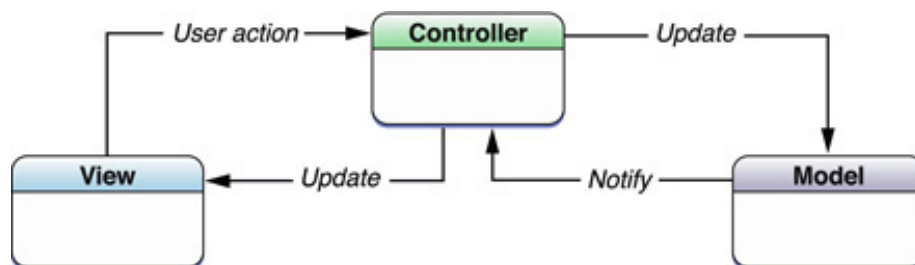 User action
Controller
Update
View
Update
Notify
Model